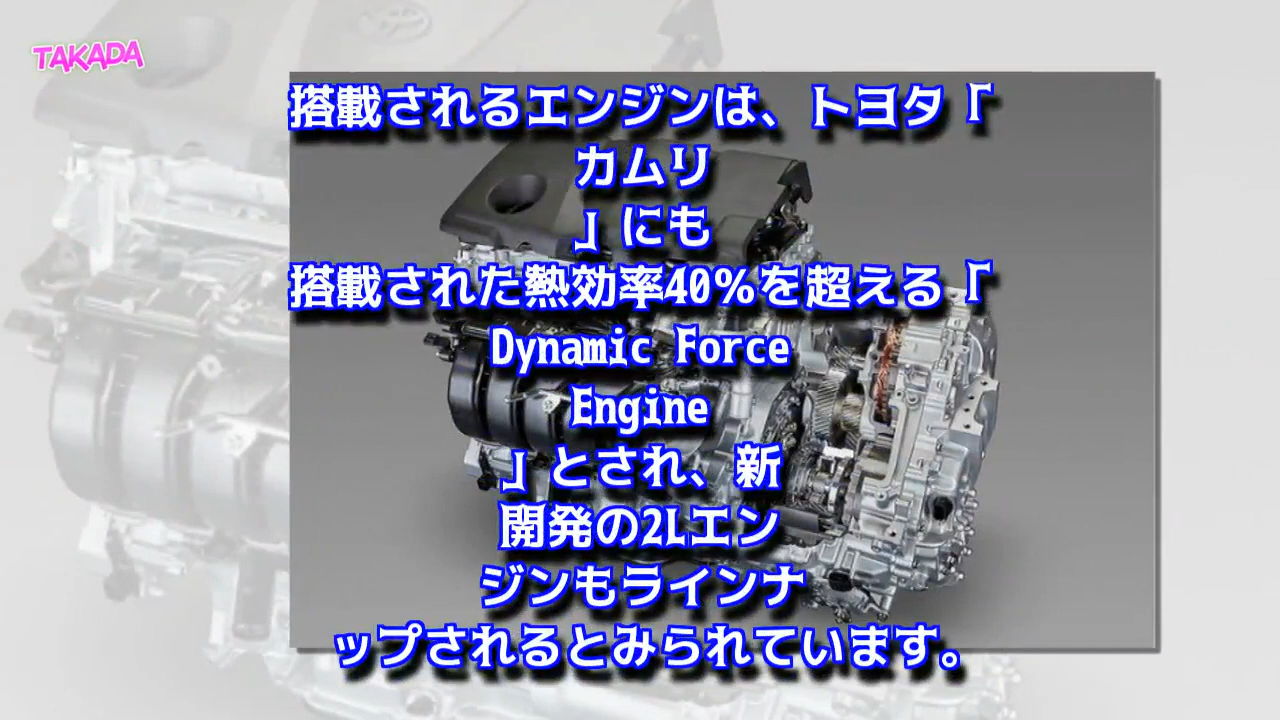 TAKADA
搭載されるエンジンは、トヨタ「
カムリ
」にも
搭載された熱効率40%を超える「
Dynamic Force
Engine
」とされ、新
開発の2Lエン
ジンもラインナ
ップされるとみられています。